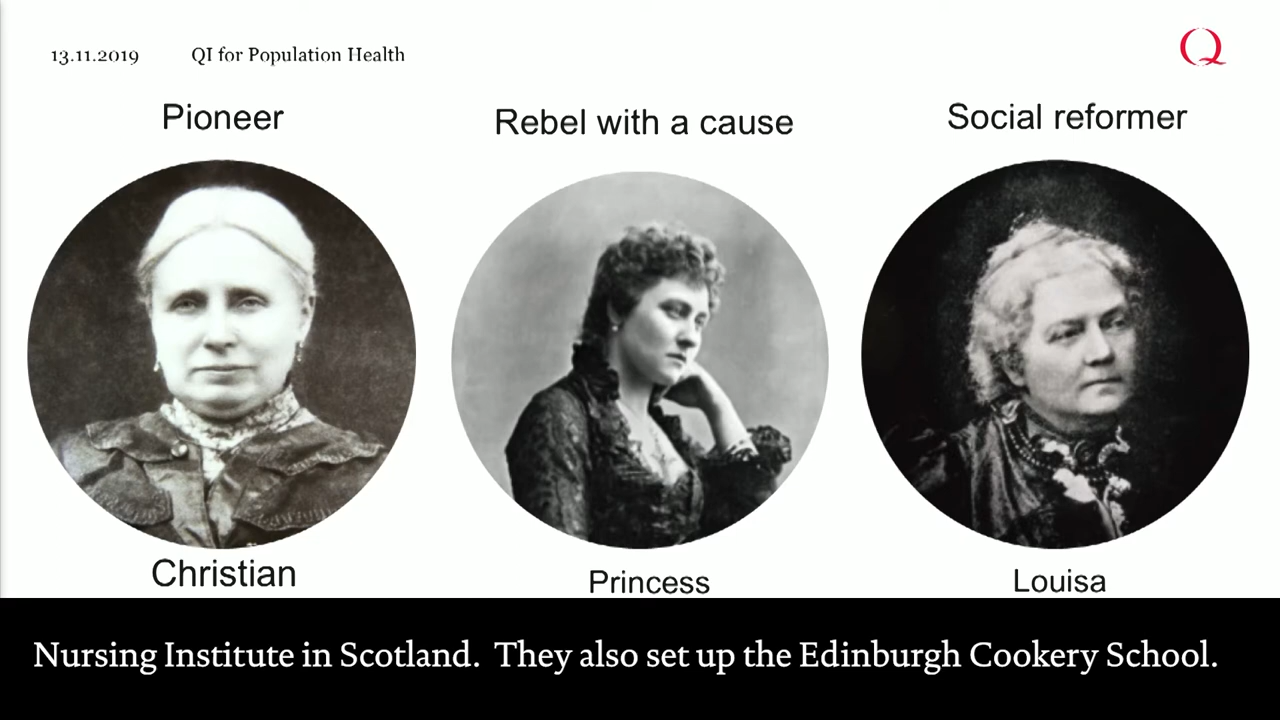 13.11.2019 QI for Population Health
Q
Pioneer
Rebel with a cause
Social reformer
Christian
Princess
Louisa
Nursing Institute in Scotland. They also set up the Edinburgh Cookery School.